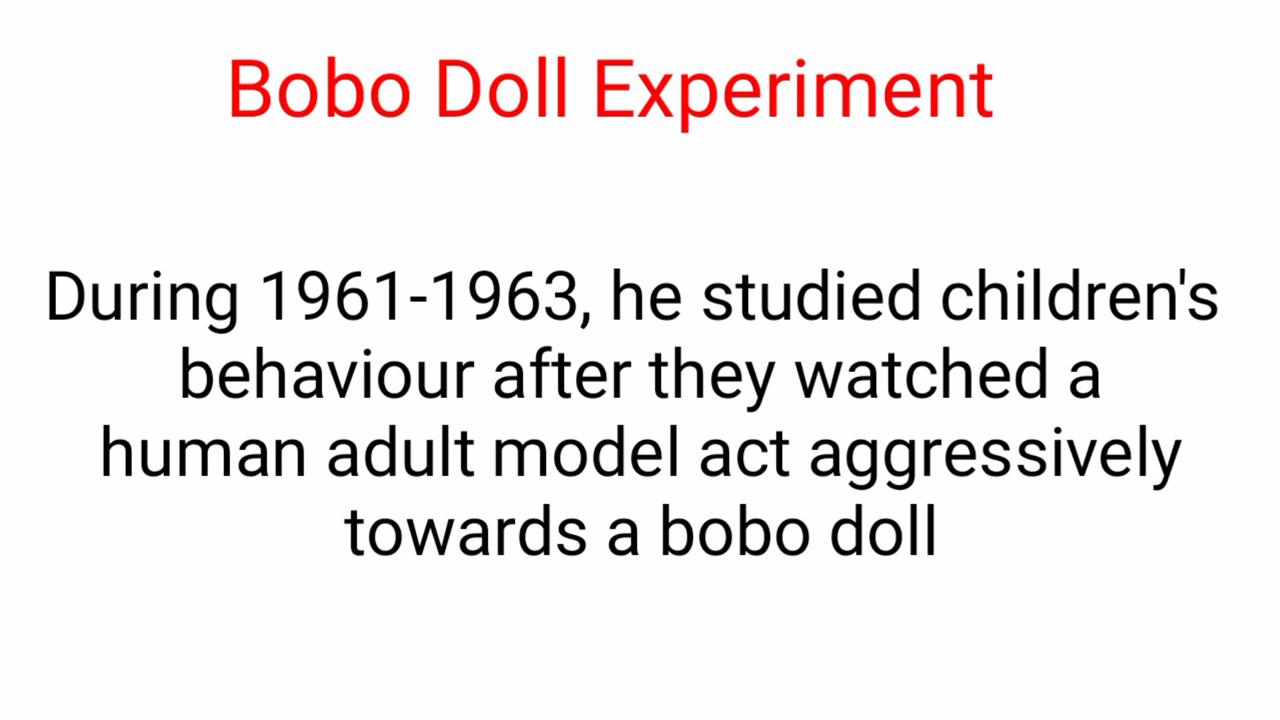 Bobo Doll Experiment
During 1961-1963, he studied children's
behaviour after they watched a
human adult model act aggressively
towards a bobo doll